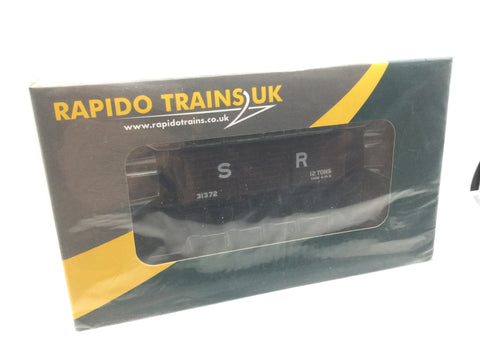 RAPIDO TRAINS UK
www.rapidotrains.co.uk
S R
12 TONS
31372